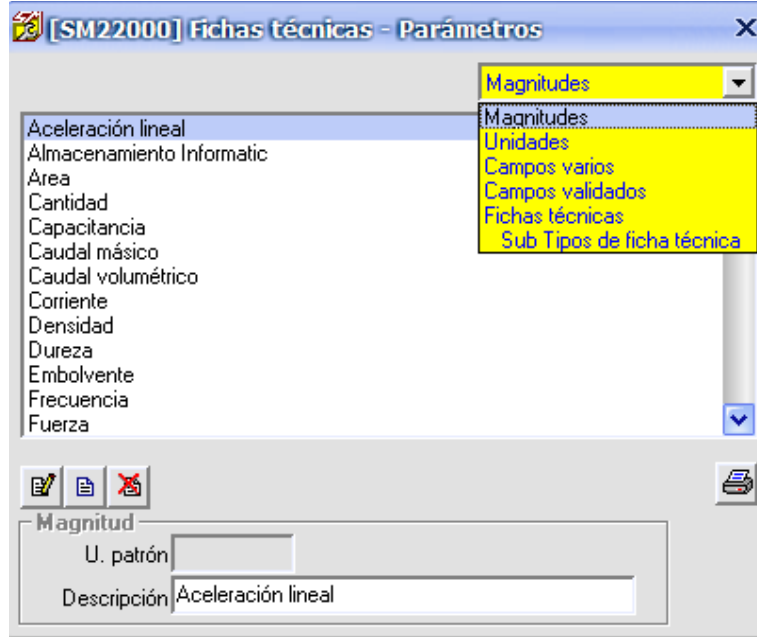 [SM22000] Fichas técnicas - Parámetros
Magnitudes
Magnitudes
Unidades
Campos varios
Campos validados
Fichas técnicas
Sub Tipos de ficha técnica
Aceleración lineal
Almacenamiento Informatic
Area
Cantidad
Capacitancia
Caudal másico
Caudal volumétrico
Corriente
Densidad
Dureza
Embolvente
Frecuencia
Fuerza
Magnitud
U. patrón
Descripción Aceleración lineal